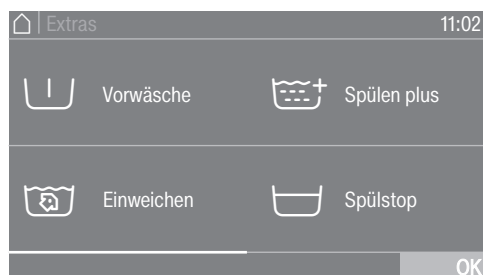 Extras 11:02
Vorwäsche Spülen plus
Einweichen Spülstop
OK